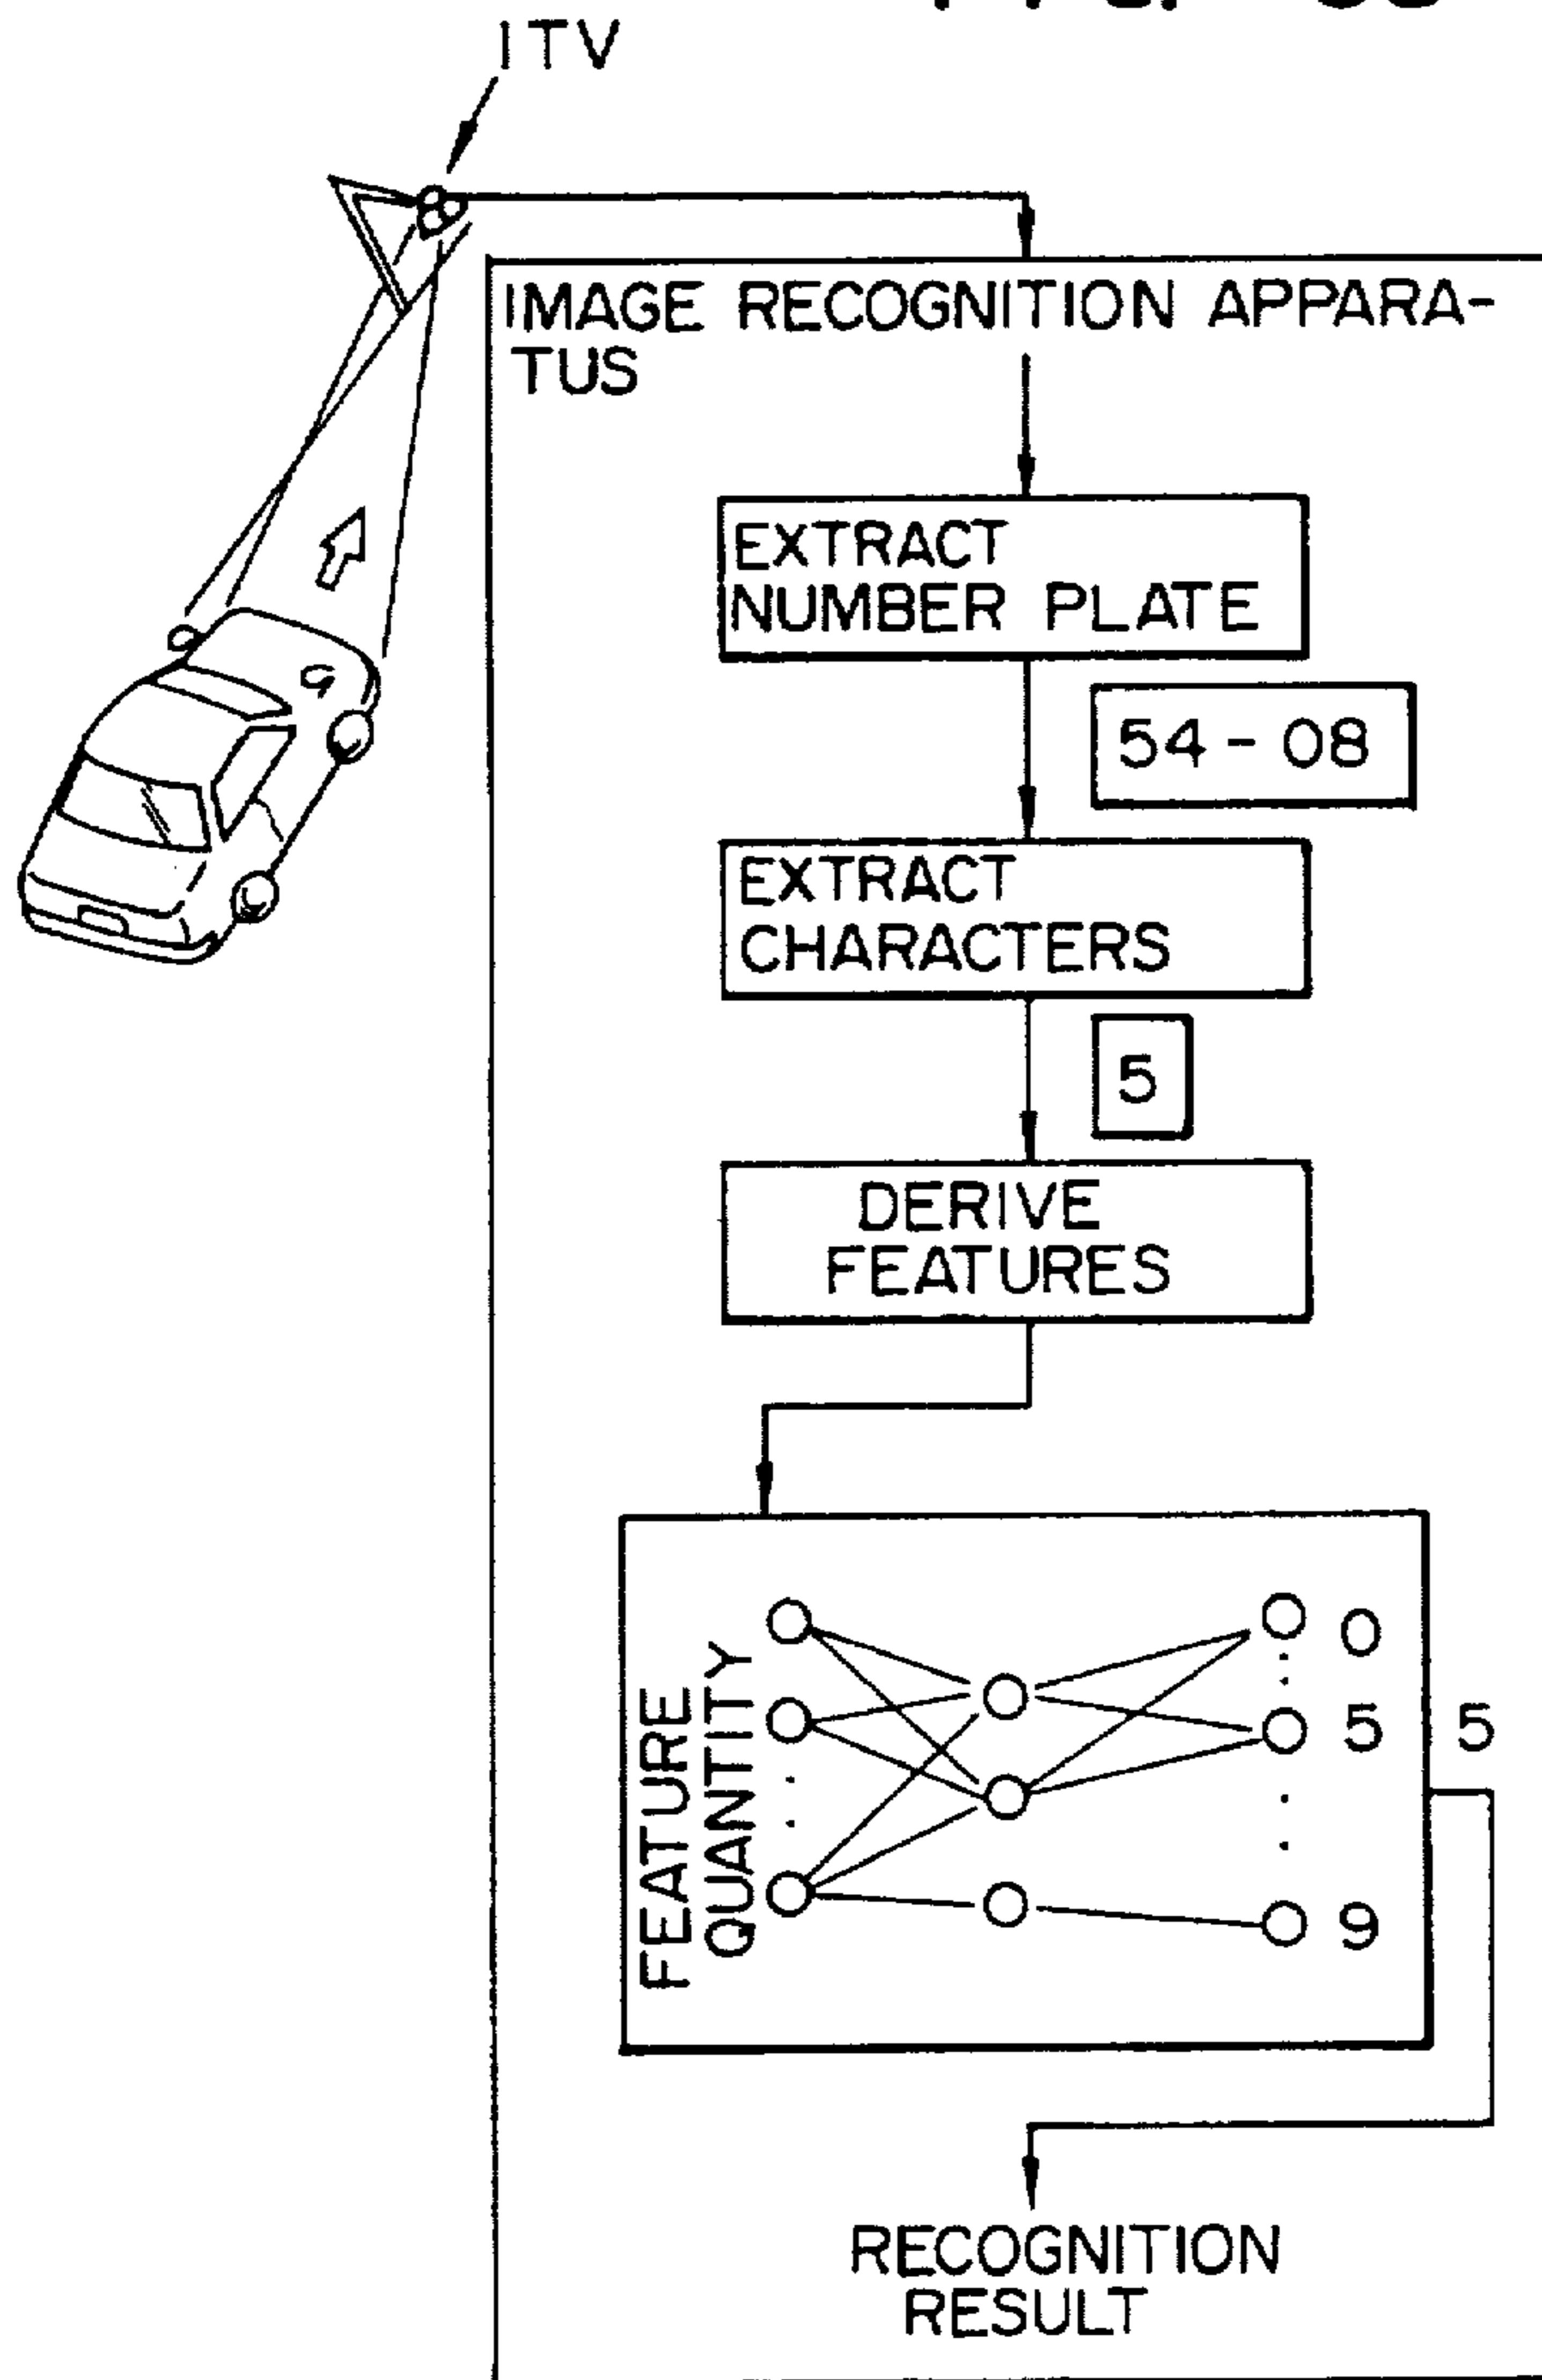 ITV
IMAGE RECOGNITION APPARA-
TUS
EXTRACT
NUMBER PLATE
54-08
EXTRACT
CHARACTERS
5
DERIVE
FEATURES
FEATURE
QUANTITY
0
5
5
9
RECOGNITION
RESULT